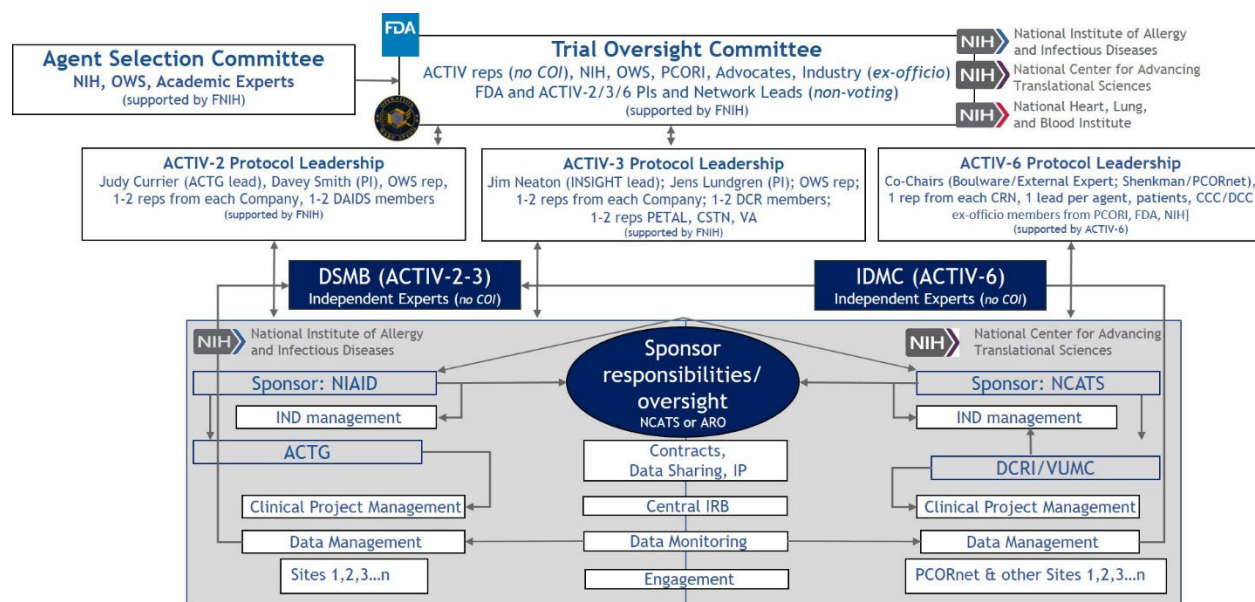 FDA
Agent Selection Committee
NIH, OWS, Academic Experts
(supported by FNIH)
Trial Oversight Committee
ACTIV reps (no COI), NIH, OWS, PCORI, Advocates, Industry (ex-officio)
FDA and ACTIV-2/3/6 PIs and Network Leads (non-voting)
(supported by FNIH)
NIH
National Institute of Allergy
and Infectious Diseases
NIH
National Center for Advancing
Translational Sciences
NIH
National Heart, Lung,
and Blood Institute
ACTIV-2 Protocol Leadership
Judy Currier (ACTG lead), Davey Smith (PI), OWS rep,
1-2 reps from each Company, 1-2 DAIDS members
(supported by FNIH)
ACTIV-3 Protocol Leadership
Jim Neaton (INSIGHT lead); Jens Lundgren (PI); OWS rep;
1-2 reps from each Company; 1-2 DCR members;
1-2 reps PETAL, CSTN, VA
(supported by FNIH)
ACTIV-6 Protocol Leadership
Co-Chairs (Boulware/External Expert; Shenkman/PCORnet),
1 rep from each CRN, 1 lead per agent, patients, CCC/DCC
ex-officio members from PCORI, FDA, NIH]
(supported by ACTIV-6)
DSMB (ACTIV-2-3)
Independent Experts (no COI)
IDMC (ACTIV-6)
Independent Experts (no COI)
NIH
National Institute of Allergy
and Infectious Diseases
NIH
National Center for Advancing
Translational Sciences
Sponsor
responsibilities/
oversight
NCATS or ARO
Sponsor: NIAID
IND management
ACTG
Clinical Project Management
Data Management
Sites 1,2,3...n
Contracts,
Data Sharing, IP
Central IRB
Data Monitoring
Engagement
Sponsor: NCATS
IND management
DCRI/VUMC
Clinical Project Management
Data Management
PCORnet & other Sites 1,2,3...n